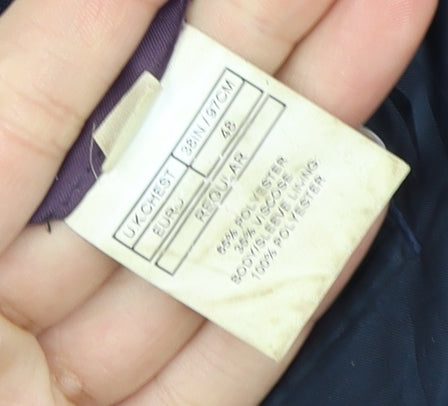 UK CHEST 38IN / 97CM
EURO 48
REGULAR
65% POLYESTER
35% VISCOSE
BODY/SLEEVE LINING:
100% POLYESTER